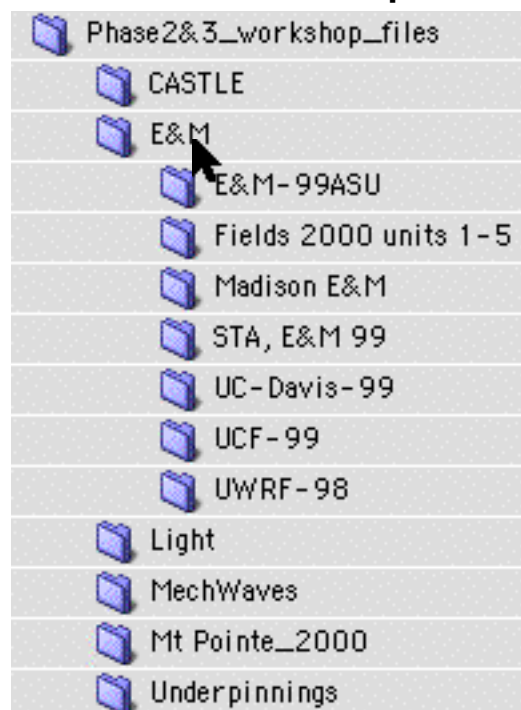 Phase2&3_workshop_files
CASTLE
E&M
E&M-99ASU
Fields 2000 units 1-5
Madison E&M
STA, E&M 99
UC-Davis-99
UCF-99
UWRF-98
Light
MechWaves
Mt Pointe_2000
Underpinnings